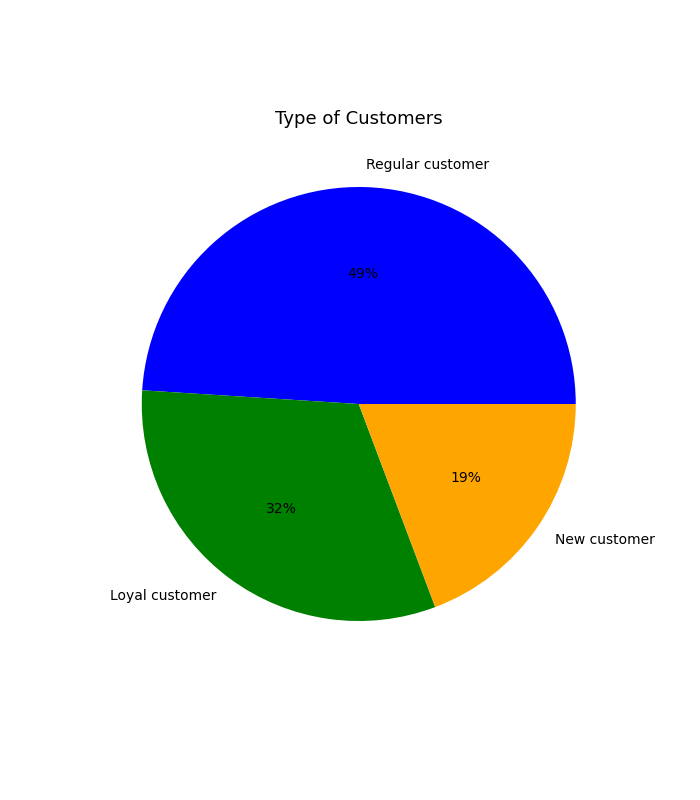 Type of Customers
Regular customer
49%
32%
19%
New customer
Loyal customer